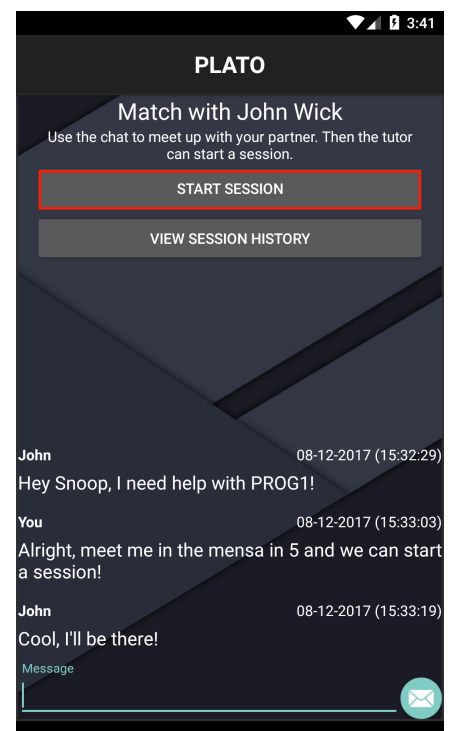 3:41
PLATO
Match with John Wick
Use the chat to meet up with your partner. Then the tutor
can start a session.
START SESSION
VIEW SESSION HISTORY
John 08-12-2017 (15:32:29)
Hey Snoop, I need help with PROG1!
You 08-12-2017 (15:33:03)
Alright, meet me in the mensa in 5 and we can start
a session!
John 08-12-2017 (15:33:19)
Cool, I'll be there!
Message